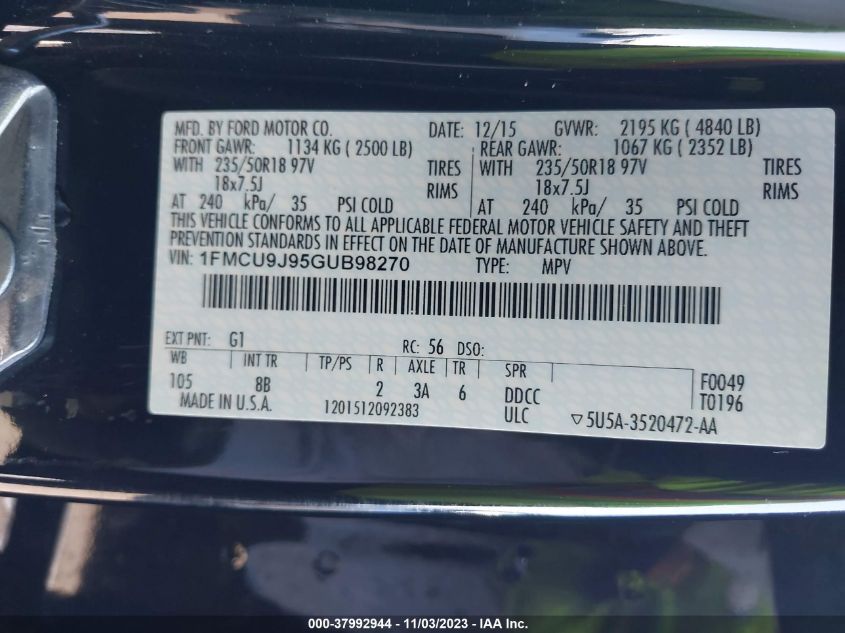 MFD. BY FORD MOTOR CO. DATE: 12/15 GVWR: 2195 KG ( 4840 LB)
FRONT GAWR: 1134 KG ( 2500 LB) REAR GAWR: 1067 KG ( 2352 LB)
WITH 235/50R18 97V TIRES WITH 235/50R18 97V TIRES
18x7.5J RIMS 18x7.5J RIMS
AT 240 kPa/ 35 PSI COLD AT 240 kPa/ 35 PSI COLD
THIS VEHICLE CONFORMS TO ALL APPLICABLE FEDERAL MOTOR VEHICLE SAFETY AND THEFT
PREVENTION STANDARDS IN EFFECT ON THE DATE OF MANUFACTURE SHOWN ABOVE.
VIN: 1FMCU9J95GUB98270 TYPE: MPV
EXT PNT: G1 RC: 56 DSO:
WB INT TR TP/PS R AXLE TR SPR
105 8B 2 3A 6 DDCC F0049
MADE IN U.S.A. 1201512092383 ULC T0196
▽5U5A-3520472-AA
000-37992944 - 11/03/2023 - IAA Inc.